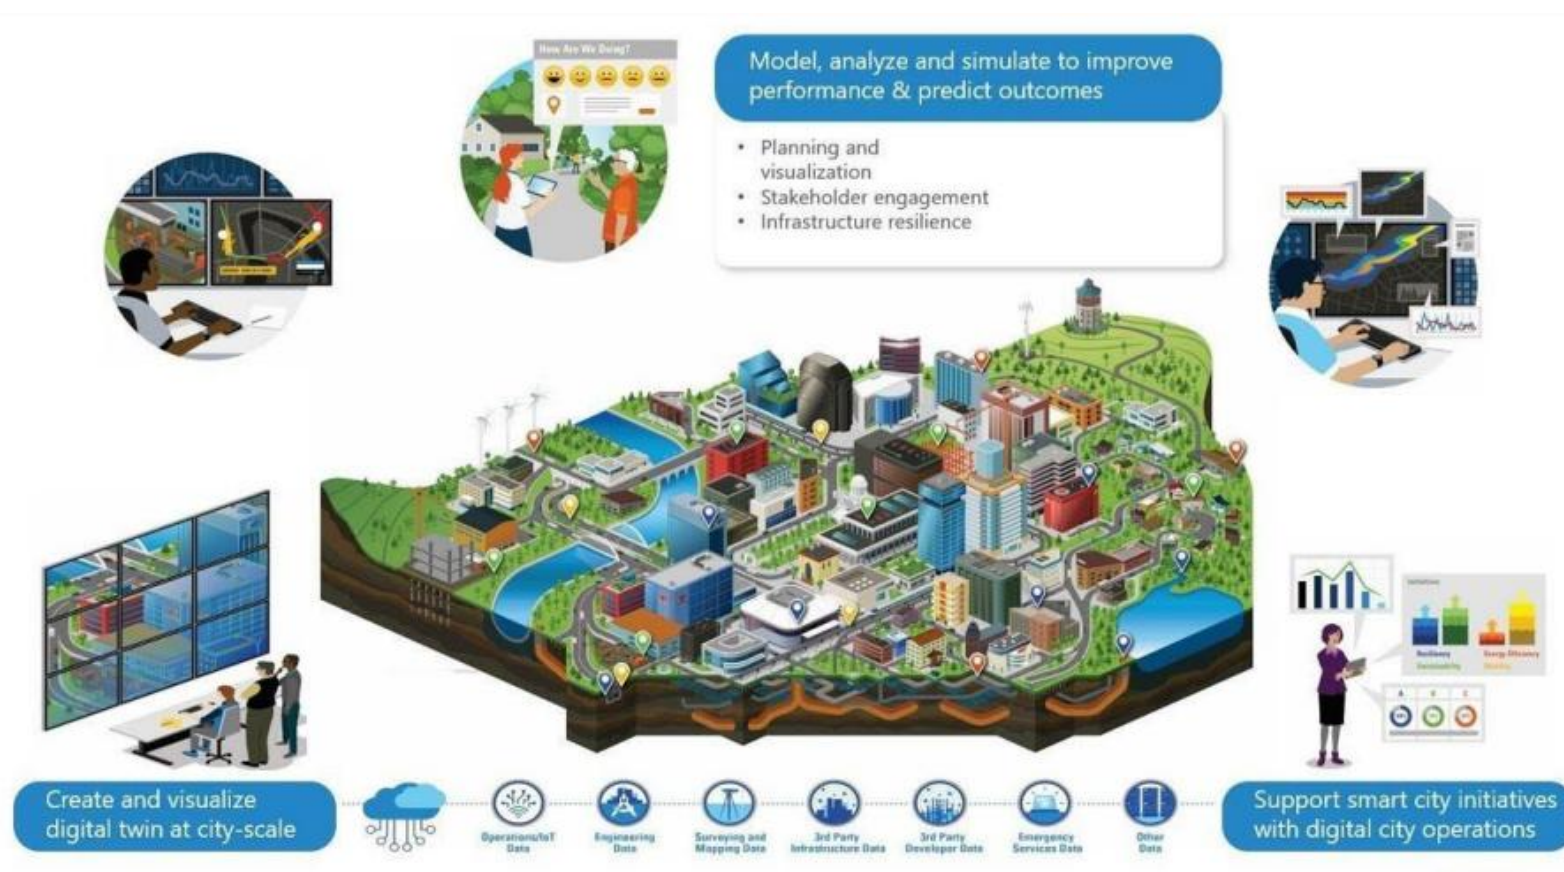 How Are We Doing?
Model, analyze and simulate to improve
performance & predict outcomes
• Planning and
visualization
• Stakeholder engagement
• Infrastructure resilience
Initiatives
Resiliency
Energy Efficiency
Sustainability
Mobility
Create and visualize
digital twin at city-scale
Operations/IoT
Data
Engineering
Data
Surveying and
Mapping Data
3rd Party
Infrastructure Data
3rd Party
Developer Data
Emergency
Services Data
Other
Data
Support smart city initiatives
with digital city operations